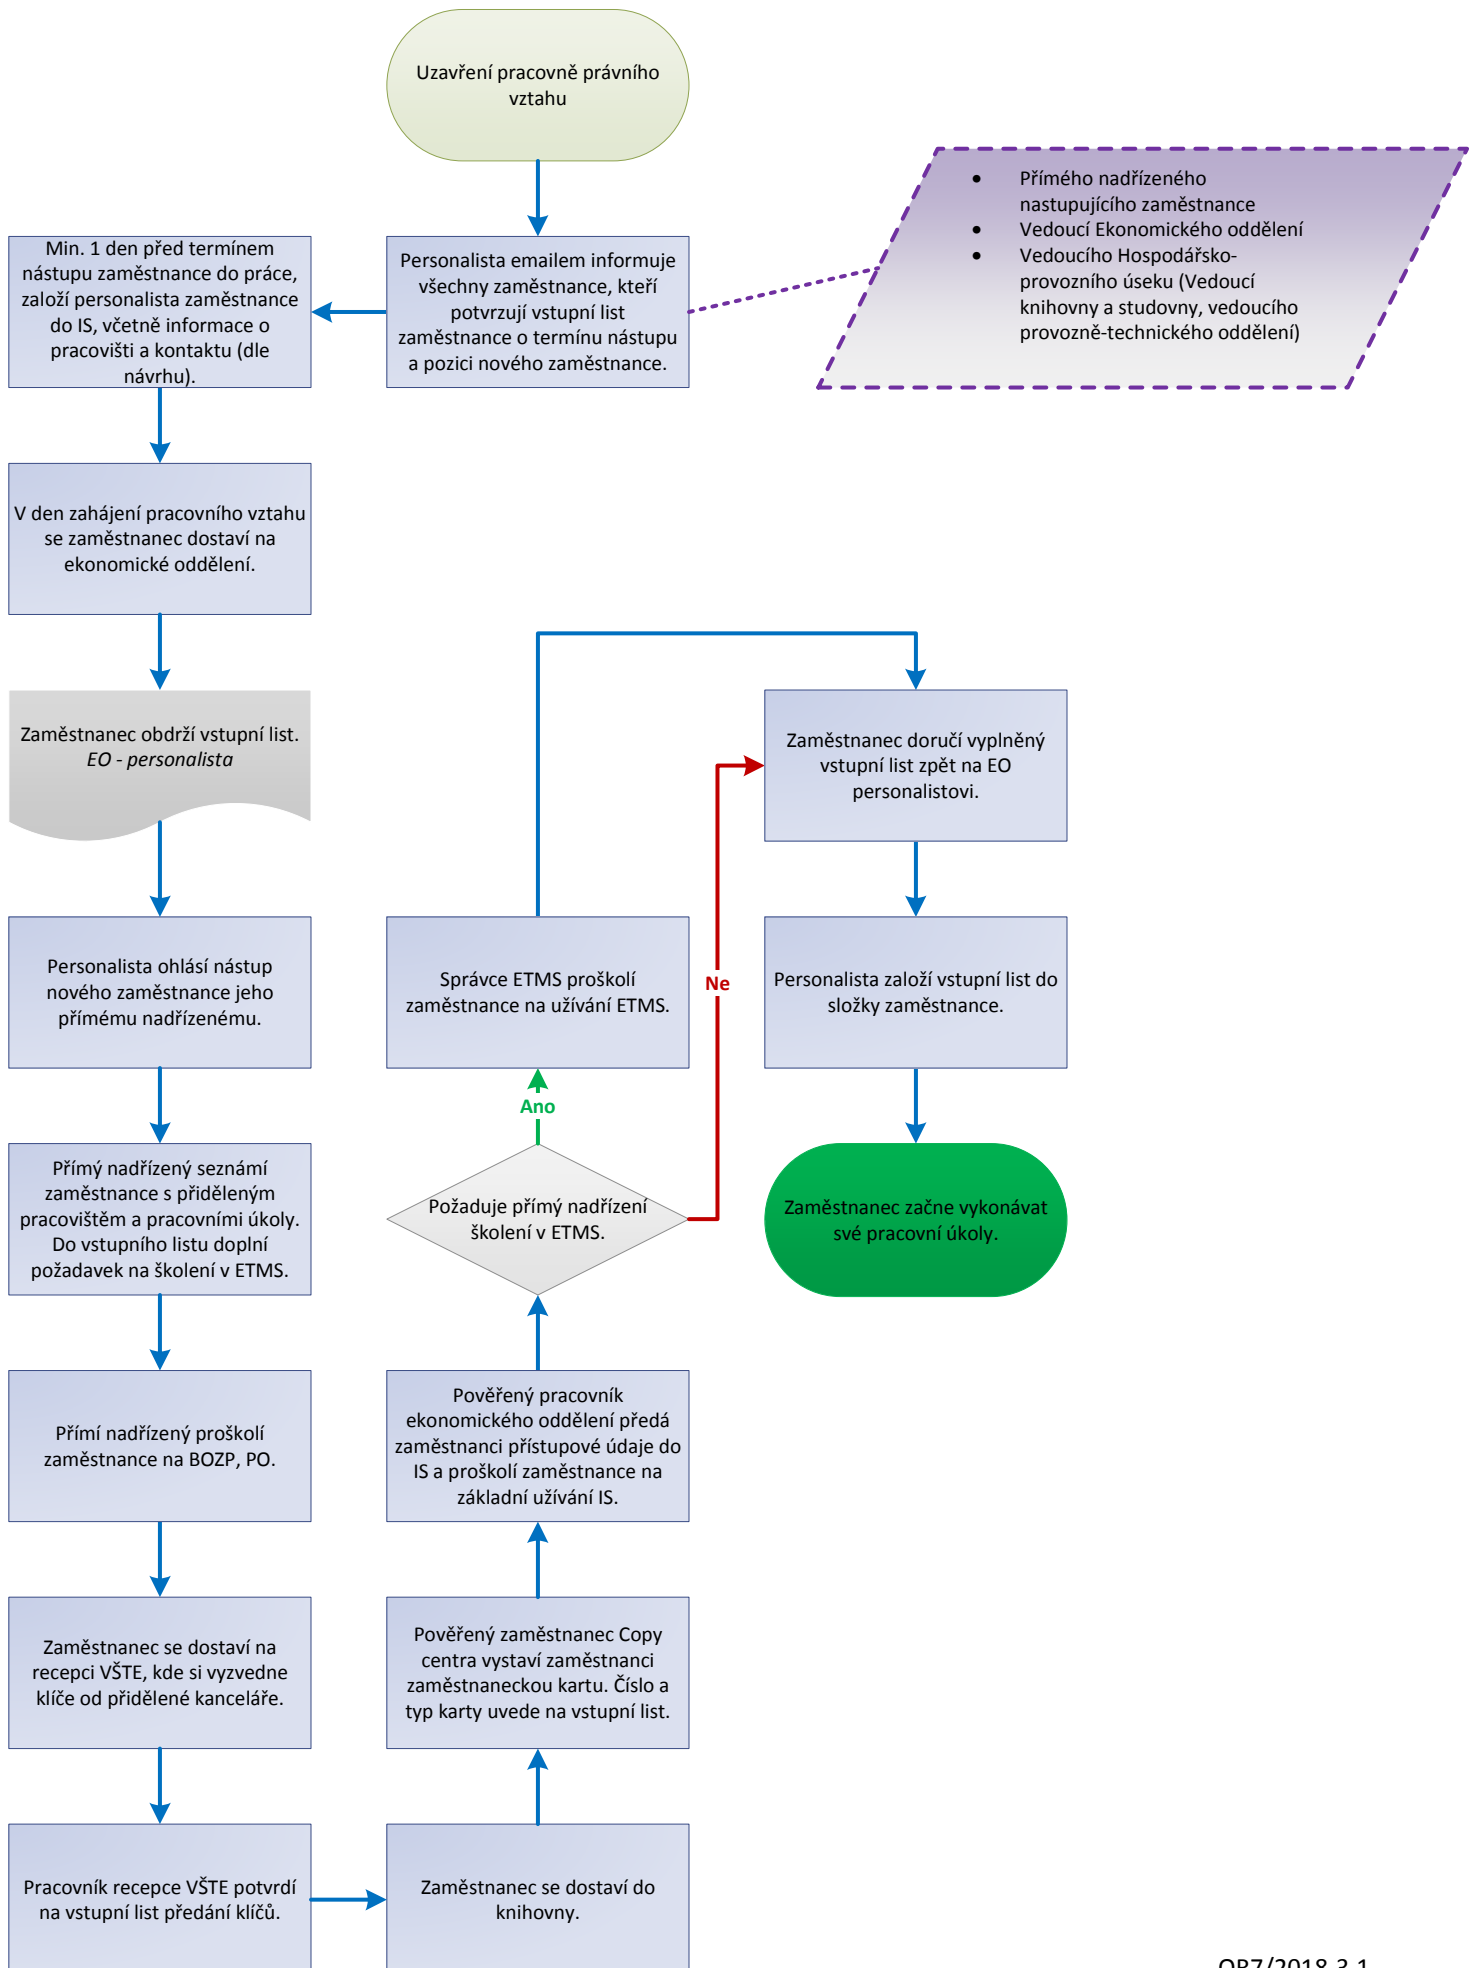 Uzavření pracovně právního
vztahu
• Přímého nadřízeného
nastupujícího zaměstnance
• Vedoucí Ekonomického oddělení
• Vedoucího Hospodářsko-
provozního úseku (Vedoucí
knihovny a studovny, vedoucího
provozně-technického oddělení)
Personalista emailem informuje
všechny zaměstnance, kteří
potvrzují vstupní list
zaměstnance o termínu nástupu
a pozici nového zaměstnance.
Min. 1 den před termínem
nástupu zaměstnance do práce,
založí personalista zaměstnance
do IS, včetně informace o
pracovišti a kontaktu (dle
návrhu).
V den zahájení pracovního vztahu
se zaměstnanec dostaví na
ekonomické oddělení.
Zaměstnanec obdrží vstupní list.
EO - personalista
Personalista ohlásí nástup
nového zaměstnance jeho
přímému nadřízenému.
Přímý nadřízený seznámí
zaměstnance s přiděleným
pracovištěm a pracovními úkoly.
Do vstupního listu doplní
požadavek na školení v ETMS.
Přímí nadřízený proškolí
zaměstnance na BOZP, PO.
Zaměstnanec se dostaví na
recepci VŠTE, kde si vyzvedne
klíče od přidělené kanceláře.
Pracovník recepce VŠTE potvrdí
na vstupní list předání klíčů.
Zaměstnanec se dostaví do
knihovny.
Pověřený zaměstnanec Copy
centra vystaví zaměstnanci
zaměstnaneckou kartu. Číslo a
typ karty uvede na vstupní list.
Pověřený pracovník
ekonomického oddělení předá
zaměstnanci přístupové údaje do
IS a proškolí zaměstnance na
základní užívání IS.
Požaduje přímý nadřízení
školení v ETMS.
Ano
Ne
Správce ETMS proškolí
zaměstnance na užívání ETMS.
Zaměstnanec doručí vyplněný
vstupní list zpět na EO
personalistovi.
Personalista založí vstupní list do
složky zaměstnance.
Zaměstnanec začne vykonávat
své pracovní úkoly.
OR7/2018-3.1